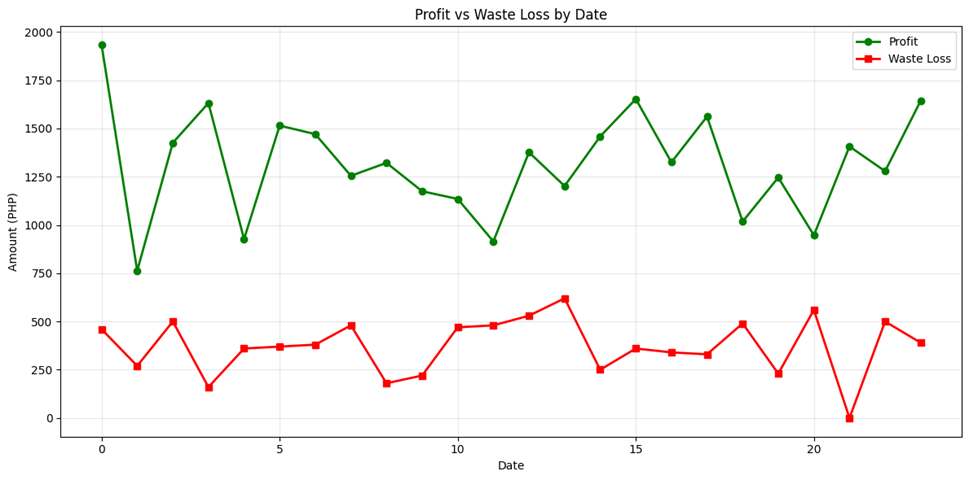 Profit vs Waste Loss by Date
Profit
Waste Loss
2000
1750
1500
1250
1000
750
500
250
0
Amount (PHP)
0 5 10 15 20
Date